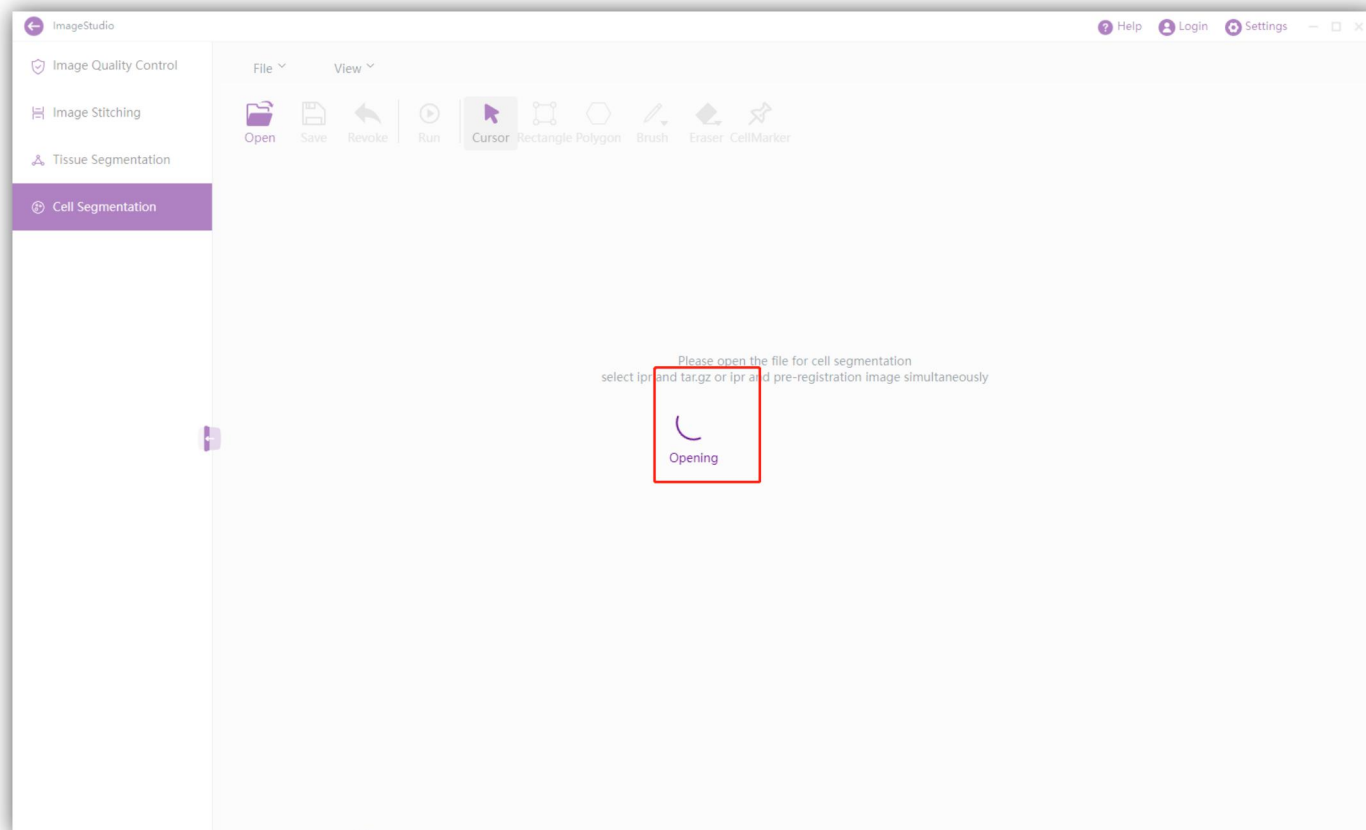 ImageStudio
Help Login Settings
Image Quality Control
Image Stitching
Tissue Segmentation
Cell Segmentation
File View
Open Save Revoke Run Cursor Rectangle Polygon Brush Eraser CellMarker
Please open the file for cell segmentation
select ipr and tar.gz or ipr and pre-registration image simultaneously
Opening